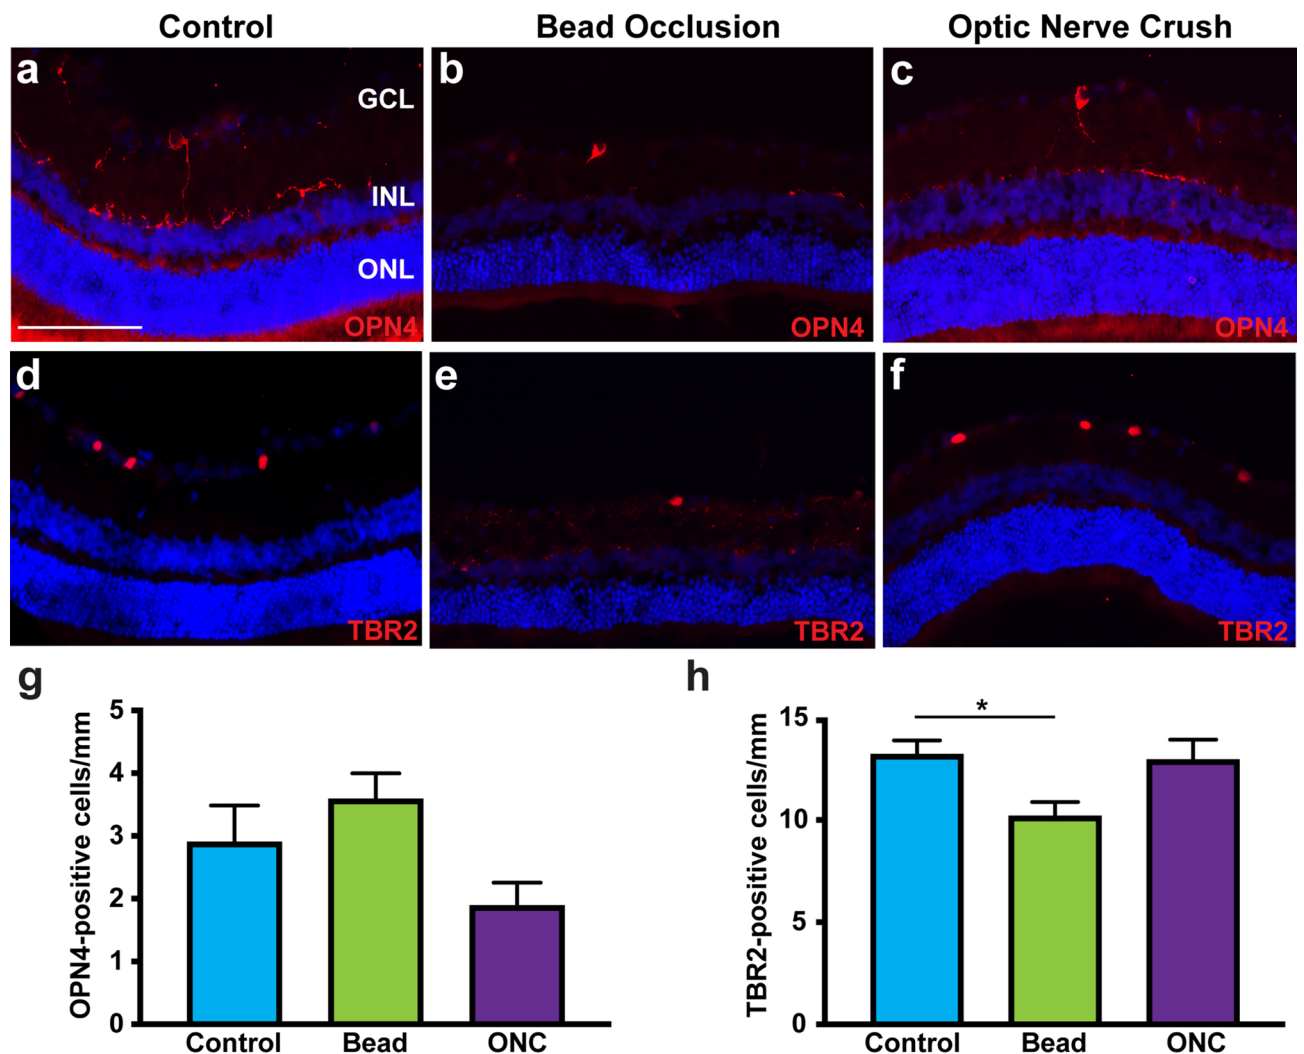 Control Bead Occlusion Optic Nerve Crush
a b c
GCL
INL
ONL
OPN4 OPN4 OPN4
d e f
TBR2 TBR2 TBR2
g
OPN4-positive cells/mm
5
4
3
2
1
0
Control Bead ONC
h
TBR2-positive cells/mm
15
10
5
0
*
Control Bead ONC